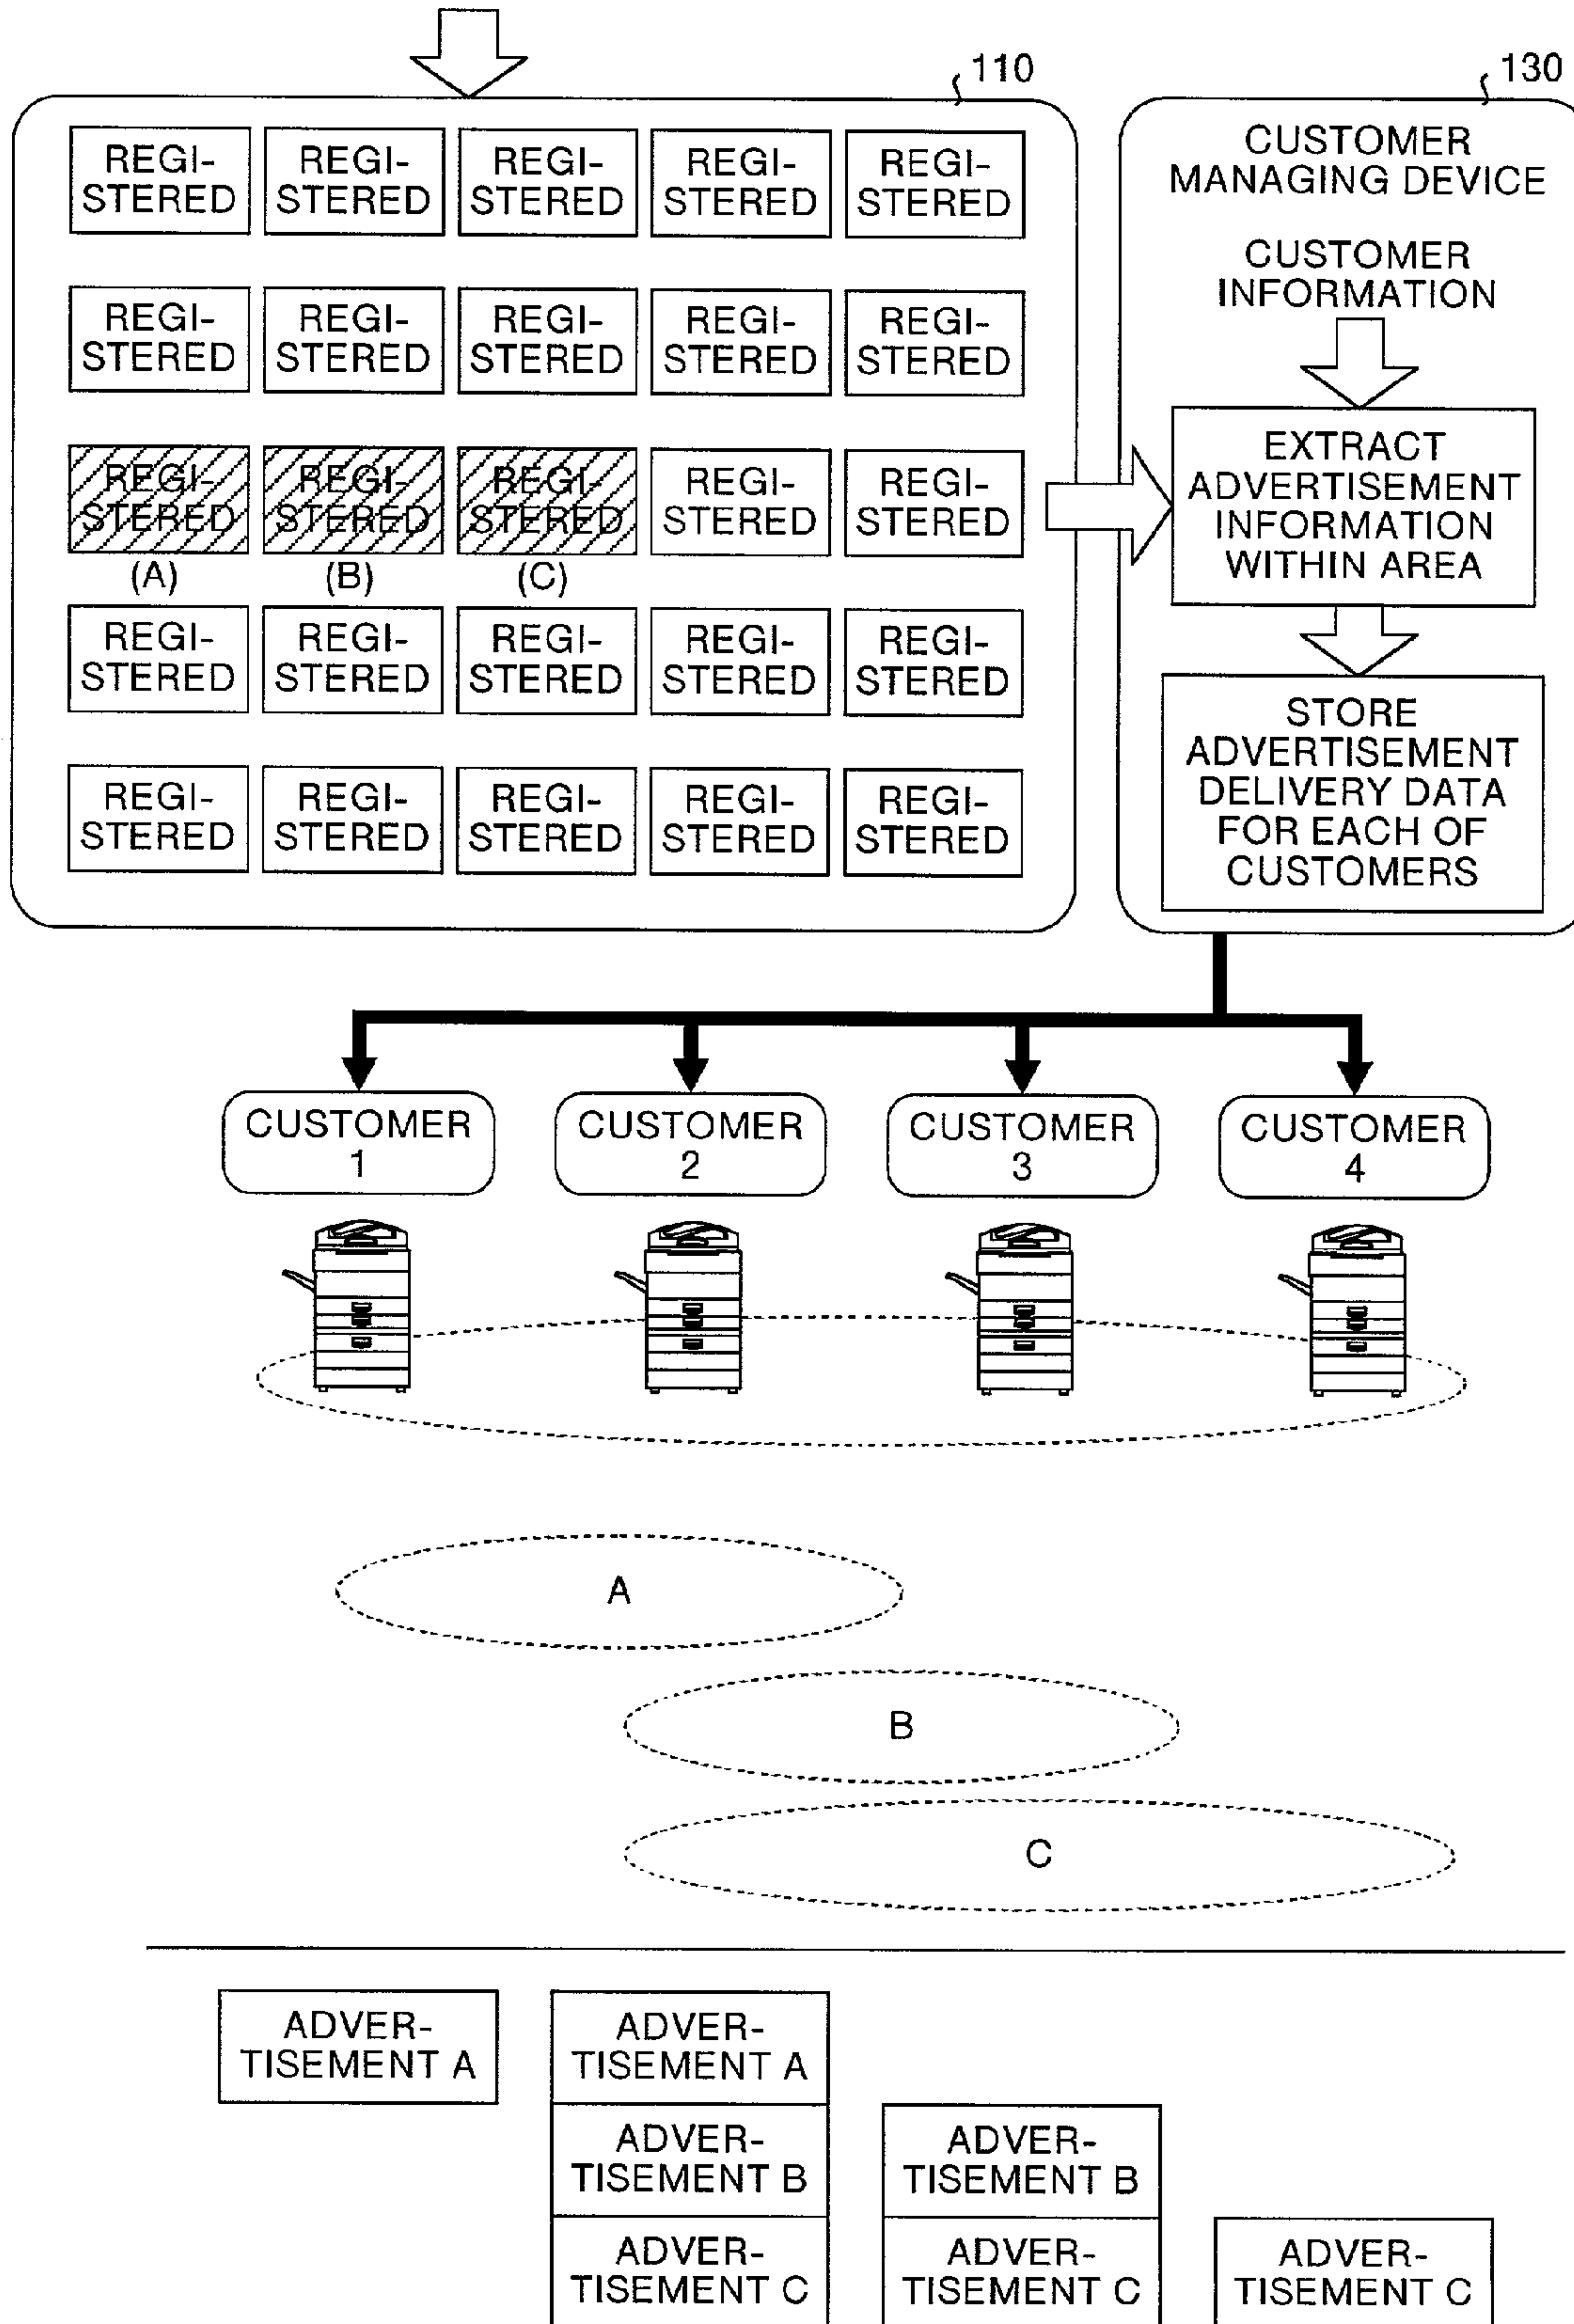 110
REGI-
STERED
REGI-
STERED
REGI-
STERED
REGI-
STERED
REGI-
STERED
REGI-
STERED
REGI-
STERED
REGI-
STERED
REGI-
STERED
REGI-
STERED
REGI-
STERED
(A)
REGI-
STERED
(B)
REGI-
STERED
(C)
REGI-
STERED
REGI-
STERED
REGI-
STERED
REGI-
STERED
REGI-
STERED
REGI-
STERED
REGI-
STERED
REGI-
STERED
REGI-
STERED
REGI-
STERED
REGI-
STERED
REGI-
STERED
130
CUSTOMER
MANAGING DEVICE
CUSTOMER
INFORMATION
EXTRACT
ADVERTISEMENT
INFORMATION
WITHIN AREA
STORE
ADVERTISEMENT
DELIVERY DATA
FOR EACH OF
CUSTOMERS
CUSTOMER
1
CUSTOMER
2
CUSTOMER
3
CUSTOMER
4
A
B
C
ADVER-
TISEMENT A
ADVER-
TISEMENT A
ADVER-
TISEMENT B
ADVER-
TISEMENT C
ADVER-
TISEMENT B
ADVER-
TISEMENT C
ADVER-
TISEMENT C